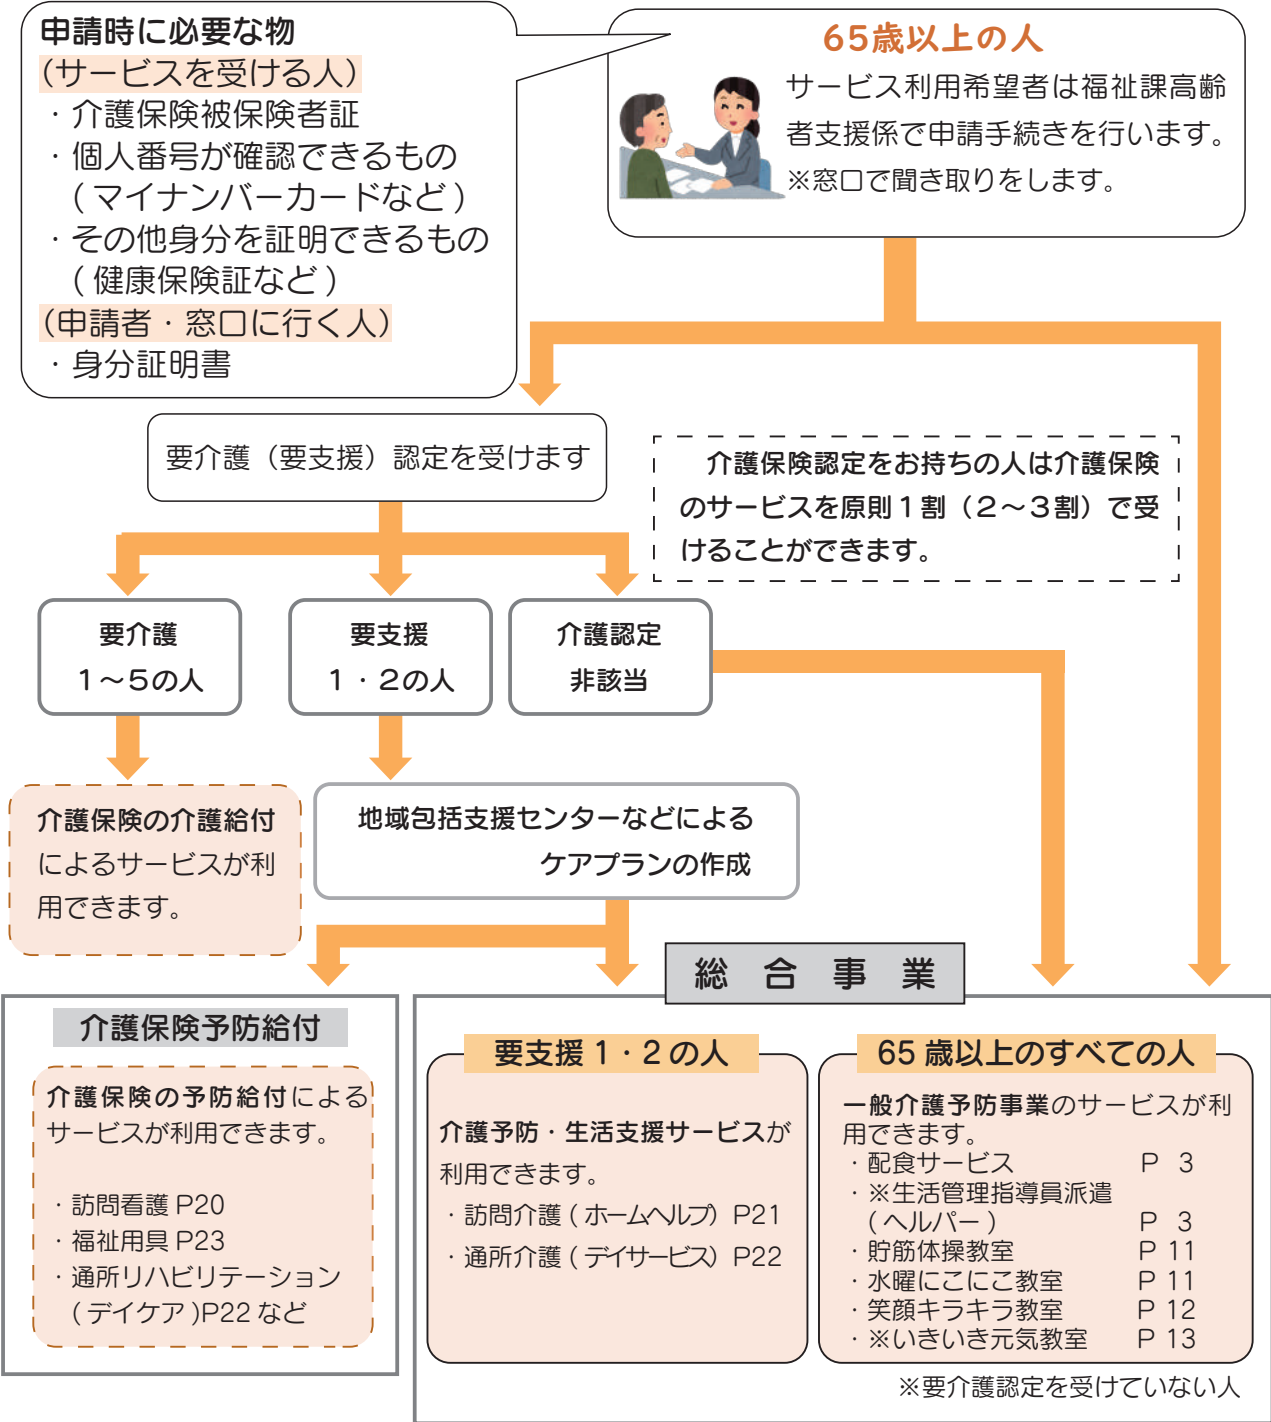 申請時に必要な物
(サービスを受ける人)
・介護保険被保険者証
・個人番号が確認できるもの
(マイナンバーカードなど)
・その他身分を証明できるもの
(健康保険証など)
(申請者・窓口に行く人)
・身分証明書
65歳以上の人
サービス利用希望者は福祉課高齢
者支援係で申請手続きを行います。
※窓口で聞き取りをします。
要介護（要支援）認定を受けます
介護保険認定をお持ちの人は介護保険
のサービスを原則１割（２～３割）で受
けることができます。
要介護
１～５の人
要支援
１・２の人
介護認定
非該当
介護保険の介護給付
によるサービスが利
用できます。
地域包括支援センターなどによる
ケアプランの作成
介護保険予防給付
介護保険の予防給付による
サービスが利用できます。
・訪問看護 P20
・福祉用具 P23
・通所リハビリテーション
(デイケア)P22 など
総合事業
要支援 1・2 の人
介護予防・生活支援サービスが
利用できます。
・訪問介護 (ホームヘルプ) P21
・通所介護 (デイサービス) P22
65 歳以上のすべての人
一般介護予防事業のサービスが利
用できます。
・配食サービス P 3
・※生活管理指導員派遣
(ヘルパー) P 3
・貯筋体操教室 P 11
・水曜にこにこ教室 P 11
・笑顔キラキラ教室 P 12
・※いきいき元気教室 P 13
※要介護認定を受けていない人